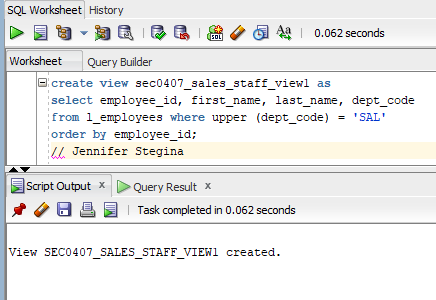 SQL Worksheet History
0.062 seconds
Worksheet Query Builder
create view sec0407_sales_staff_view1 as
select employee_id, first_name, last_name, dept_code
from l_employees where upper (dept_code) = 'SAL'
order by employee_id;
// Jennifer Stegina
Script Output x Query Result x
Task completed in 0.062 seconds
View SEC0407_SALES_STAFF_VIEW1 created.